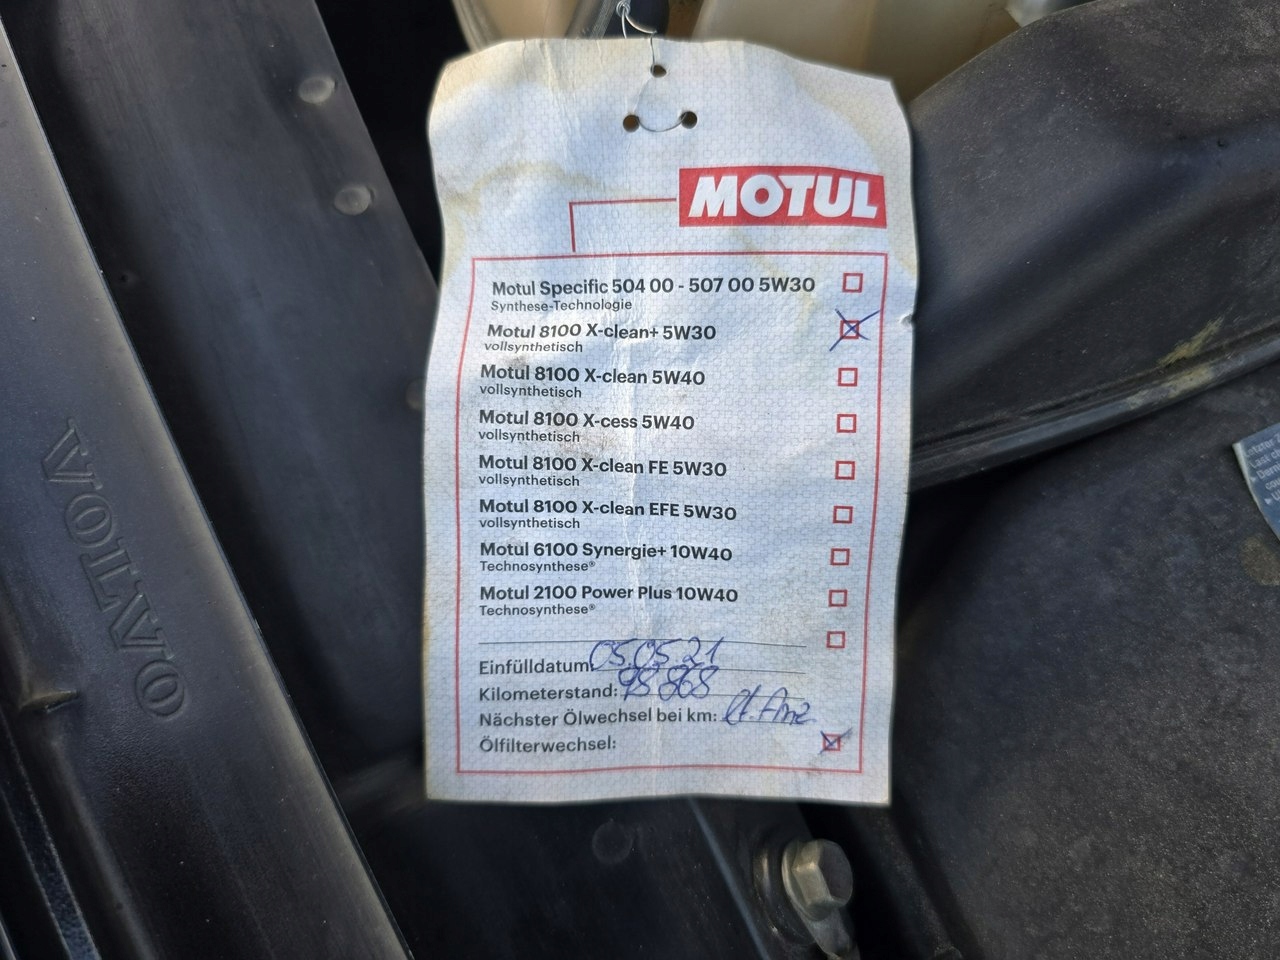 MOTUL
Motul Specific 504 00 - 507 00 5W30
Synthese-Technologie
Motul 8100 X-clean+ 5W30
vollsynthetisch
Motul 8100 X-clean 5W40
vollsynthetisch
Motul 8100 X-cess 5W40
vollsynthetisch
Motul 8100 X-clean FE 5W30
vollsynthetisch
Motul 8100 X-clean EFE 5W30
vollsynthetisch
Motul 6100 Synergie+ 10W40
Technosynthese®
Motul 2100 Power Plus 10W40
Technosynthese®
Einfülldatum: 05.05.21
Kilometerstand: 98 868
Nächster Ölwechsel bei km: lt. Anz
Ölfilterwechsel:
VOLVO